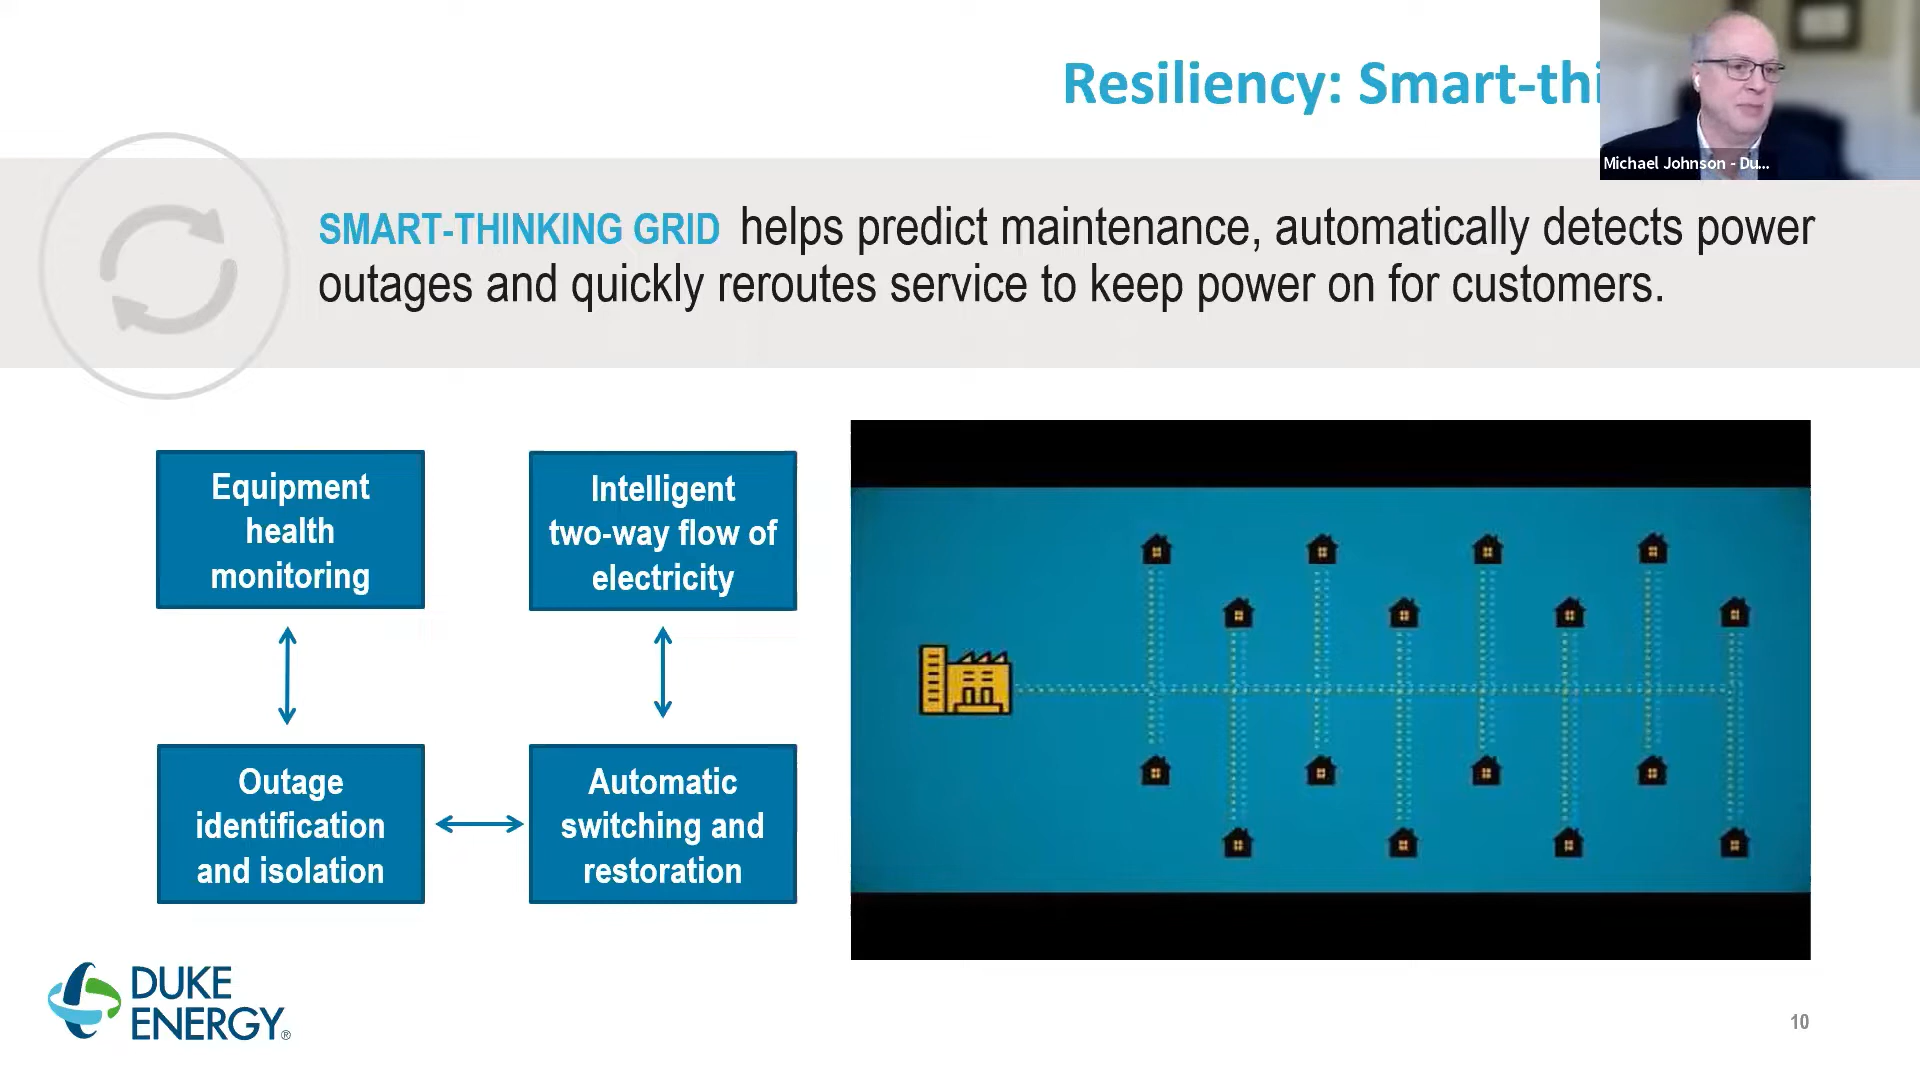 Resiliency: Smart-thi
Michael Johnson - Du...
SMART-THINKING GRID helps predict maintenance, automatically detects power
outages and quickly reroutes service to keep power on for customers.
Equipment
health
monitoring
Intelligent
two-way flow of
electricity
Outage
identification
and isolation
Automatic
switching and
restoration
DUKE
ENERGY®
10